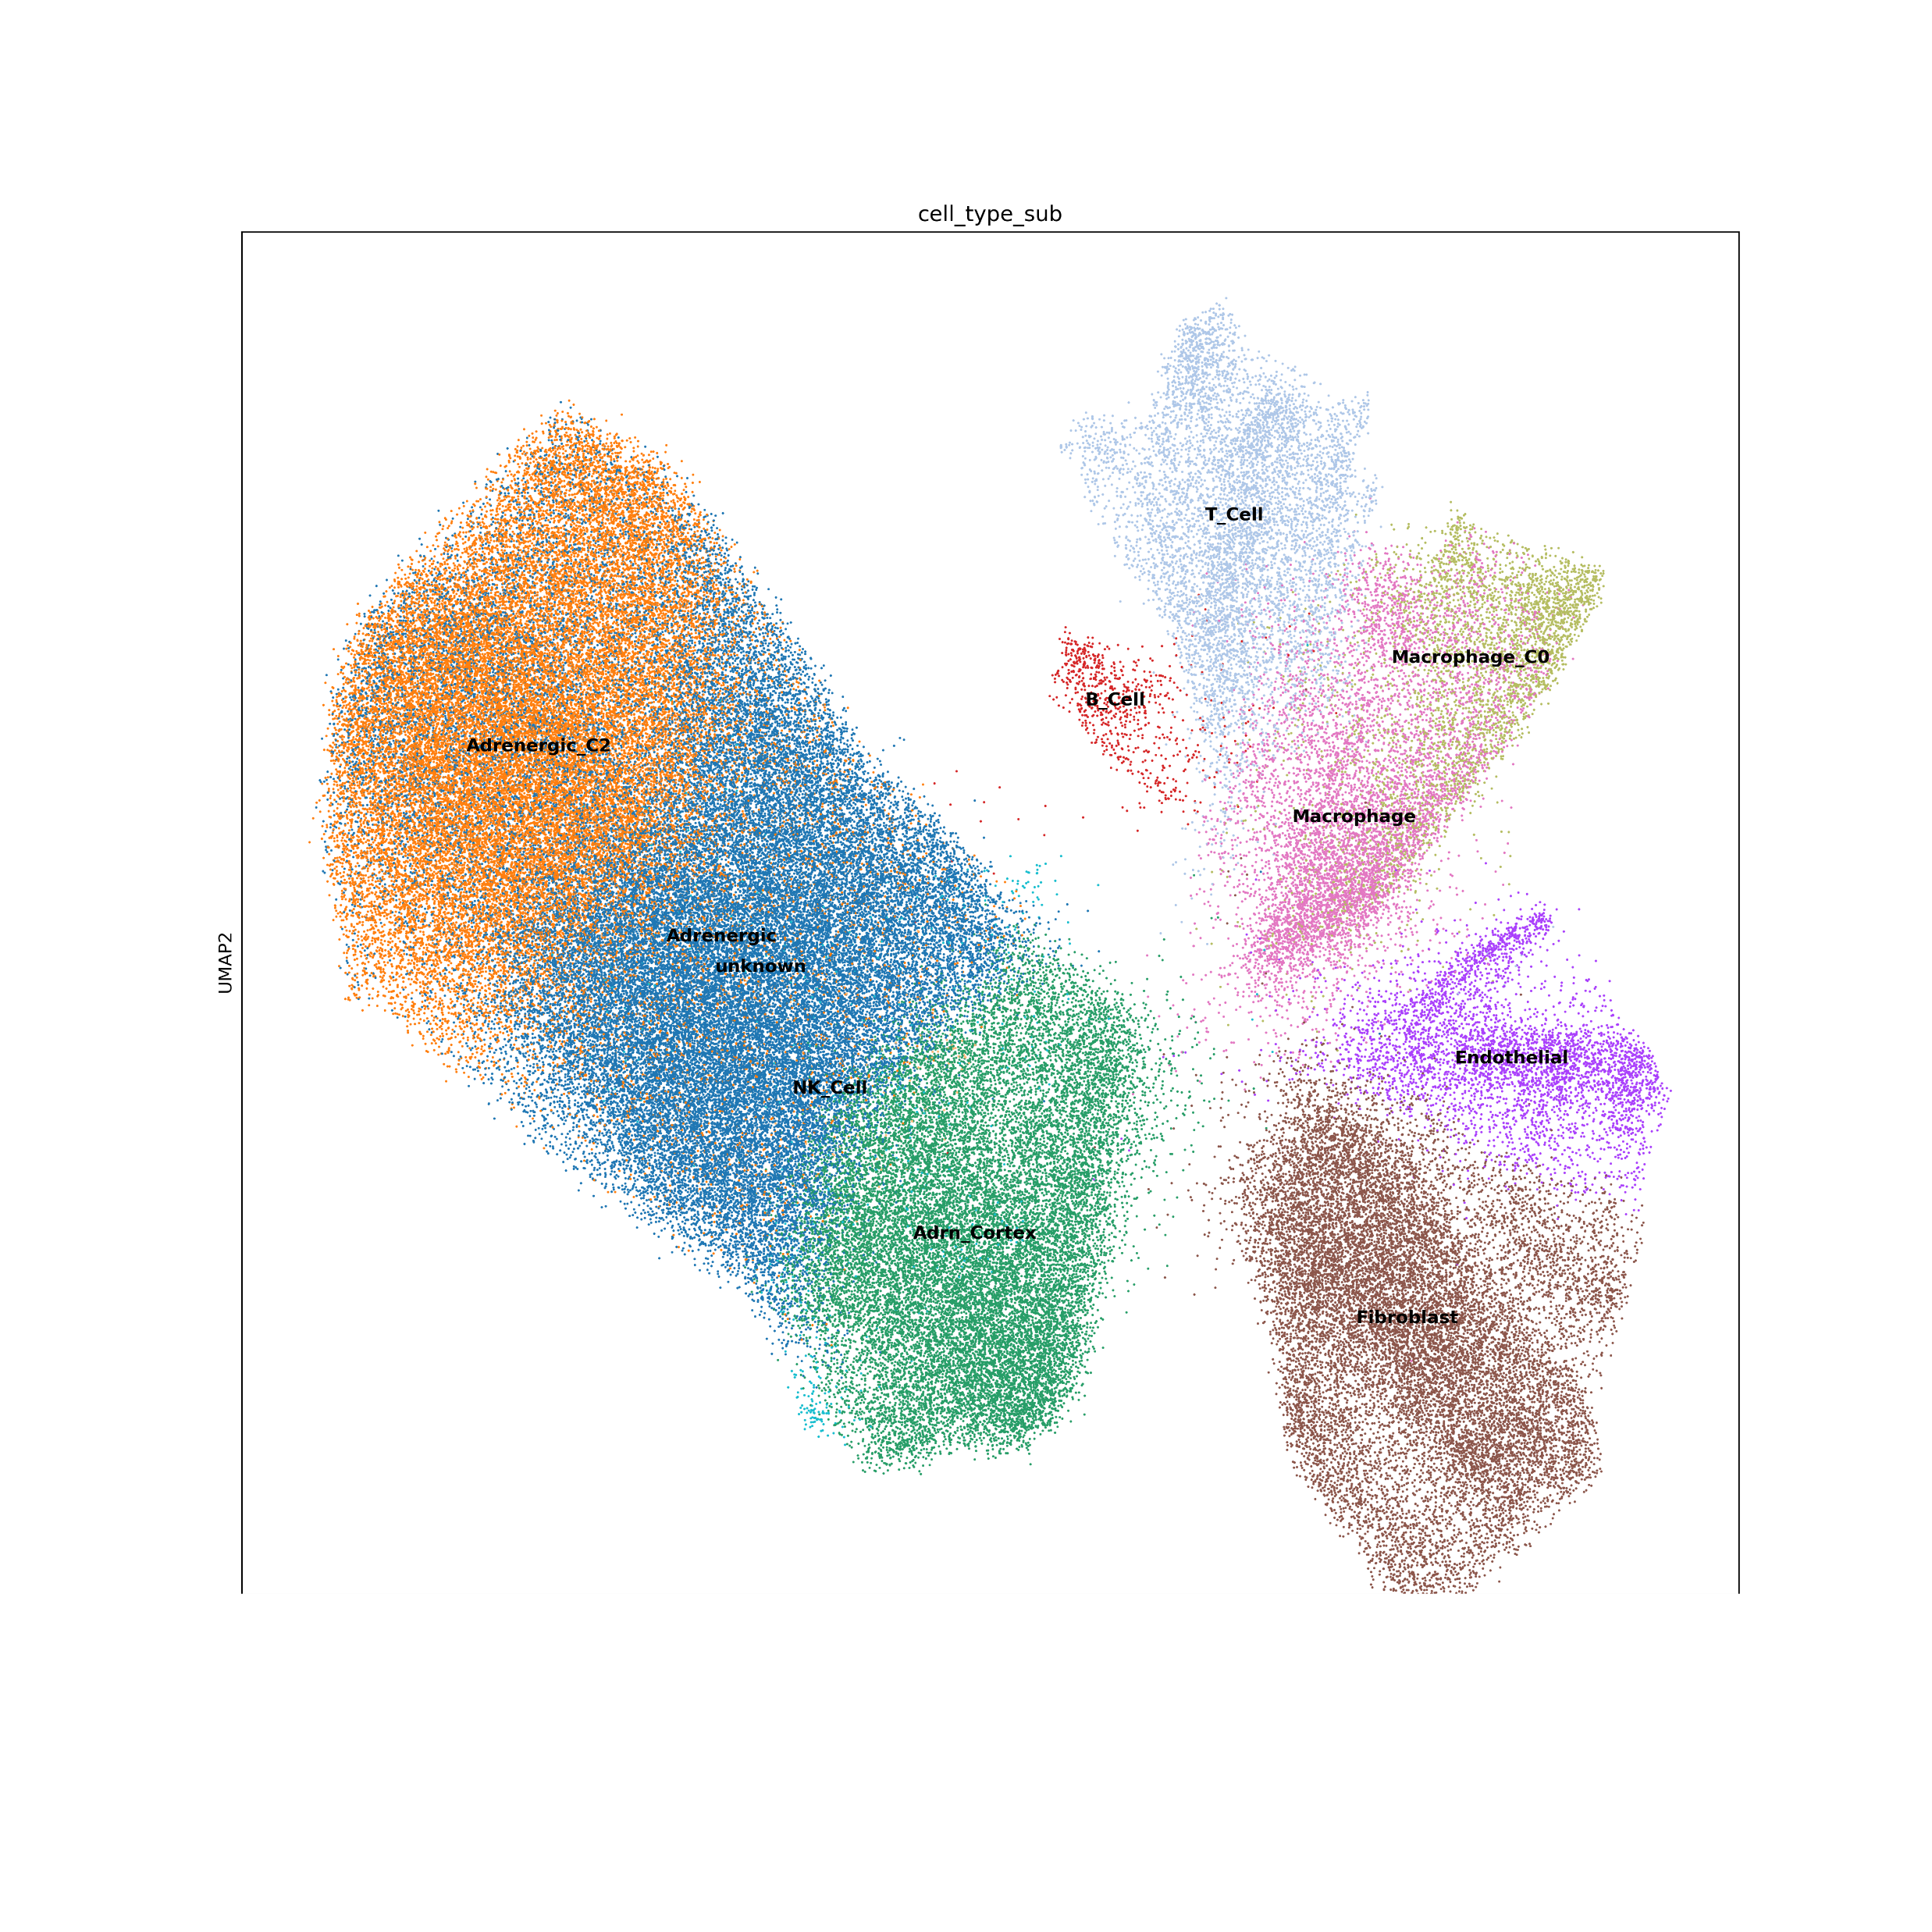 cell_type_sub
T_Cell
Macrophage_C0
B_Cell
Adrenergic_C2
Macrophage
Adrenergic
UMAP2
unknown
Endothelial
NK_Cell
Adrn_Cortex
Fibroblast